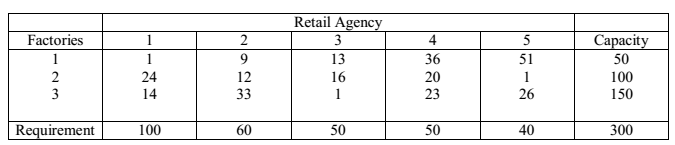 Retail Agency
Factories 1 2 3 4 5 Capacity
1 1 9 13 36 51 50
2 24 12 16 20 1 100
3 14 33 1 23 26 150
Requirement 100 60 50 50 40 300